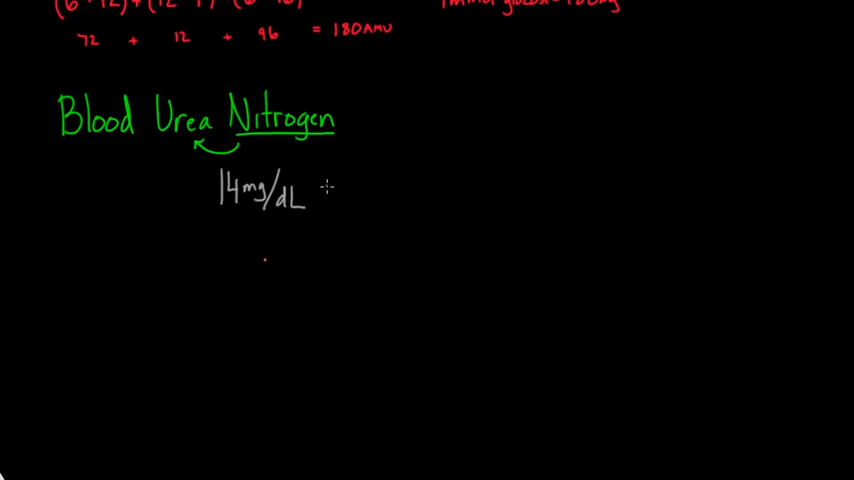 72 + 12 + 96 = 180AMU
Blood Urea Nitrogen
14mg/dL